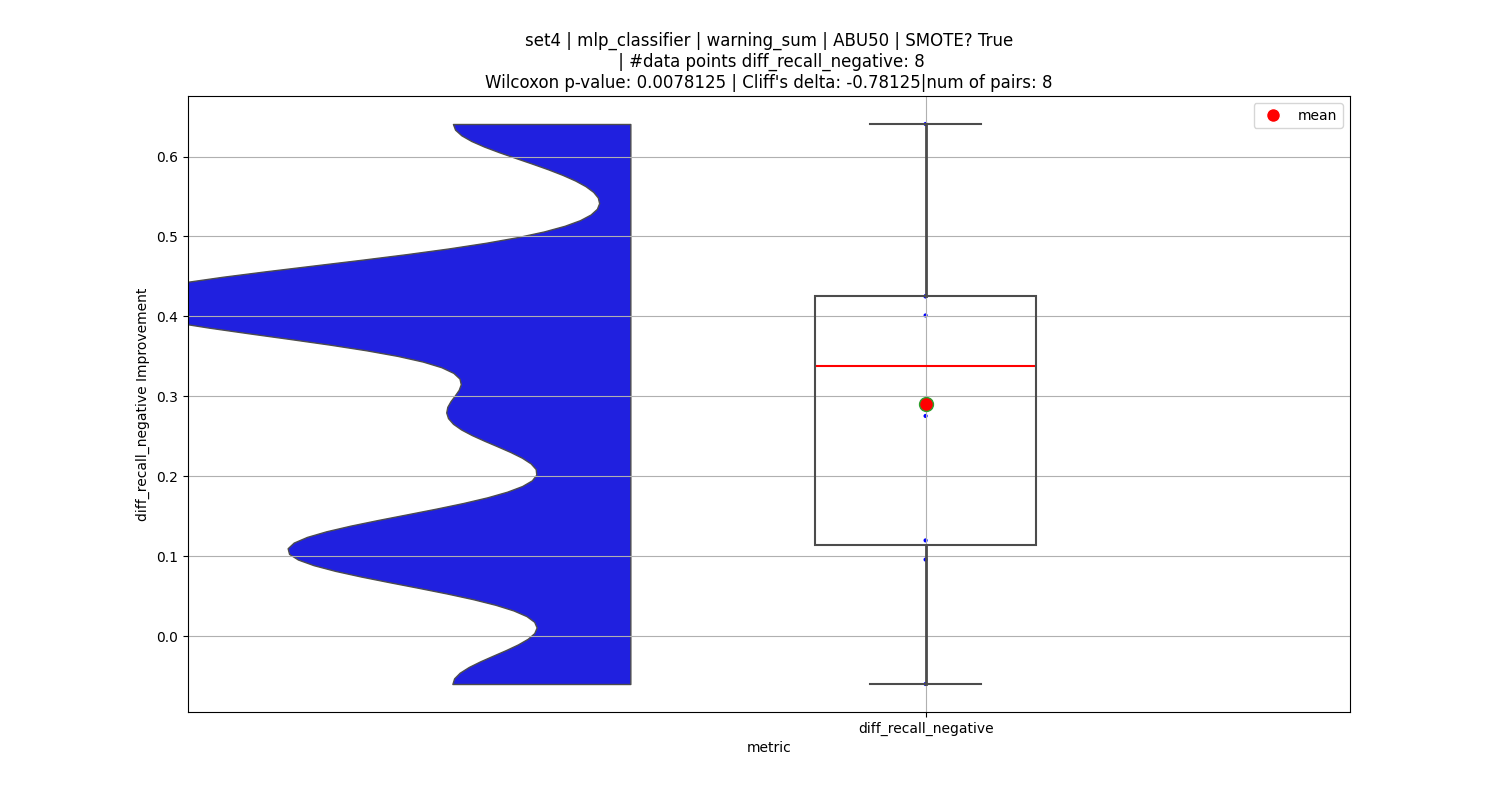 set4 | mlp_classifier | warning_sum | ABU50 | SMOTE? True
| #data points diff_recall_negative: 8
Wilcoxon p-value: 0.0078125 | Cliff's delta: -0.78125|num of pairs: 8
mean
0.6
0.5
0.4
0.3
0.2
0.1
0.0
diff_recall_negative Improvement
diff_recall_negative
metric